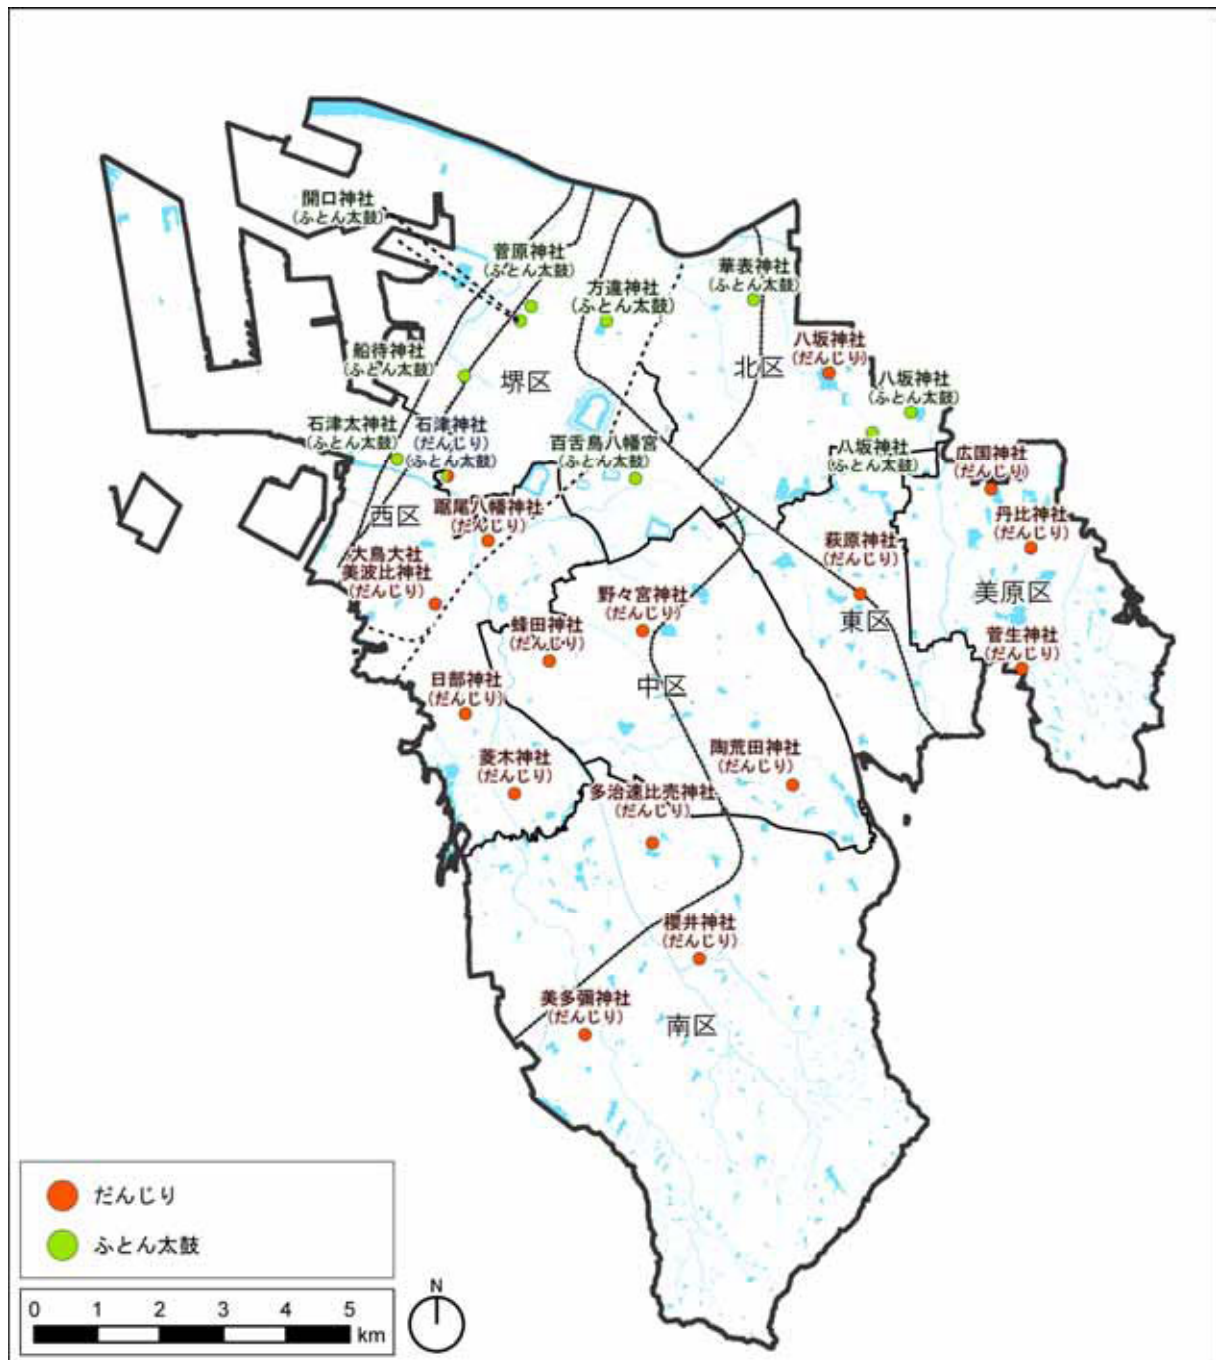 開口神社
(ふとん太鼓)
菅原神社
(ふとん太鼓)
方違神社
(ふとん太鼓)
華表神社
(ふとん太鼓)
船待神社
(ふとん太鼓)
堺区
北区
八坂神社
(だんじり)
八坂神社
(ふとん太鼓)
石津太神社
(ふとん太鼓)
石津神社
(だんじり)
(ふとん太鼓)
百舌鳥八幡宮
(ふとん太鼓)
八坂神社
(ふとん太鼓)
広国神社
(だんじり)
西区
踞尾八幡神社
(だんじり)
丹比神社
(だんじり)
大鳥大社
美波比神社
(だんじり)
萩原神社
(だんじり)
野々宮神社
(だんじり)
美原区
東区
蜂田神社
(だんじり)
菅生神社
(だんじり)
日部神社
(だんじり)
中区
菱木神社
(だんじり)
陶荒田神社
(だんじり)
多治速比売神社
(だんじり)
櫻井神社
(だんじり)
美多彌神社
(だんじり)
南区
だんじり
ふとん太鼓
0 1 2 3 4 5
km
N